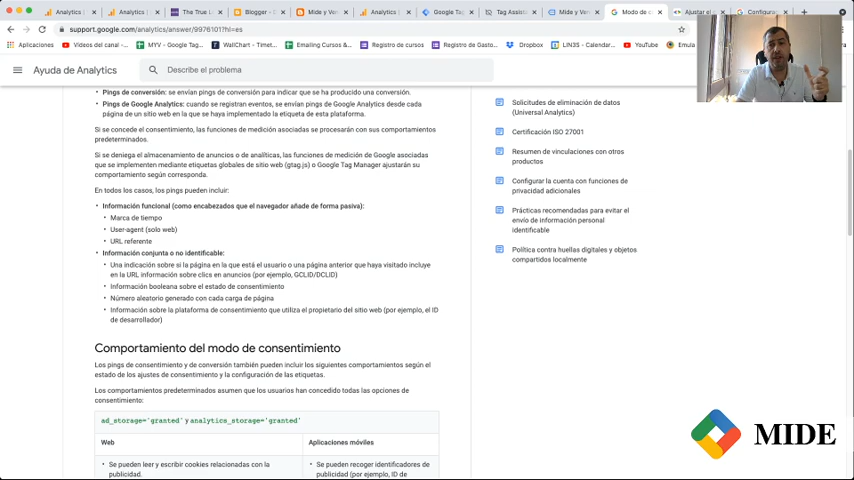 Analytics
Analytics
The True L
Blogger -
Mide y Ve
Analytics
Google Ta
Tag Assist
Mide y Ve
Modo de c
Ajustar el
Configura
support.google.com/analytics/answer/9976101?hl=es
Aplicaciones
Vídeos del canal -...
MYV - Google Tag...
WallChart - Timet...
Emailing Cursos &...
Registro de cursos
Registro de Gasto...
Dropbox
LIN3S - Calendar...
YouTube
Emula
Ayuda de Analytics
Describe el problema
• Pings de conversión: se envían pings de conversión para indicar que se ha producido una conversión.
• Pings de Google Analytics: cuando se registran eventos, se envían pings de Google Analytics desde cada
página de un sitio web en la que se haya implementado la etiqueta de esta plataforma.
Si se concede el consentimiento, las funciones de medición asociadas se procesarán con sus comportamientos
predeterminados.
Si se deniega el almacenamiento de anuncios o de analíticas, las funciones de medición de Google asociadas
que se implementen mediante etiquetas globales de sitio web (gtag.js) o Google Tag Manager ajustarán su
comportamiento según corresponda.
En todos los casos, los pings pueden incluir:
• Información funcional (como encabezados que el navegador añade de forma pasiva):
• Marca de tiempo
• User-agent (solo web)
• URL referente
• Información conjunta o no identificable:
• Una indicación sobre si la página en la que está el usuario o una página anterior que haya visitado incluye
en la URL información sobre clics en anuncios (por ejemplo, GCLID/DCLID)
• Información booleana sobre el estado de consentimiento
• Número aleatorio generado con cada carga de página
• Información sobre la plataforma de consentimiento que utiliza el propietario del sitio web (por ejemplo, el ID
de desarrollador)
Comportamiento del modo de consentimiento
Los pings de consentimiento y de conversión también pueden incluir los siguientes comportamientos según el
estado de los ajustes de consentimiento y la configuración de las etiquetas.
Los comportamientos predeterminados asumen que los usuarios han concedido todas las opciones de
consentimiento:
ad_storage='granted' y analytics_storage='granted'
Web
Aplicaciones móviles
• Se pueden leer y escribir cookies relacionadas con la
publicidad.
• Se pueden recoger identificadores de
publicidad (por ejemplo, ID de
Solicitudes de eliminación de datos
(Universal Analytics)
Certificación ISO 27001
Resumen de vinculaciones con otros
productos
Configurar la cuenta con funciones de
privacidad adicionales
Prácticas recomendadas para evitar el
envío de información personal
identificable
Política contra huellas digitales y objetos
compartidos localmente
MIDE